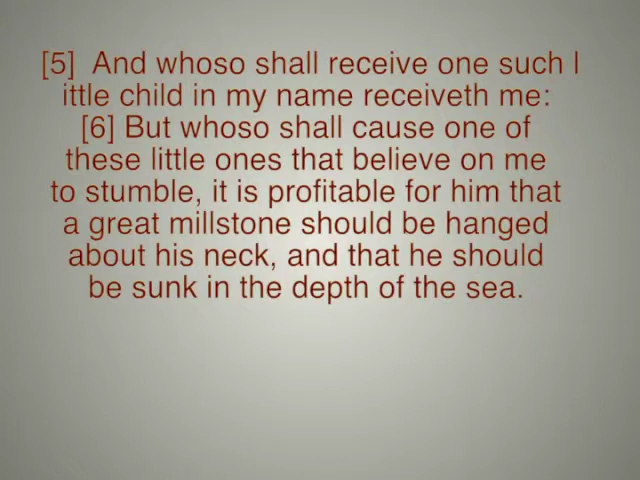 [5]  And whoso shall receive one such l
ittle child in my name receiveth me:
[6] But whoso shall cause one of
these little ones that believe on me
to stumble, it is profitable for him that
a great millstone should be hanged
about his neck, and that he should
be sunk in the depth of the sea.